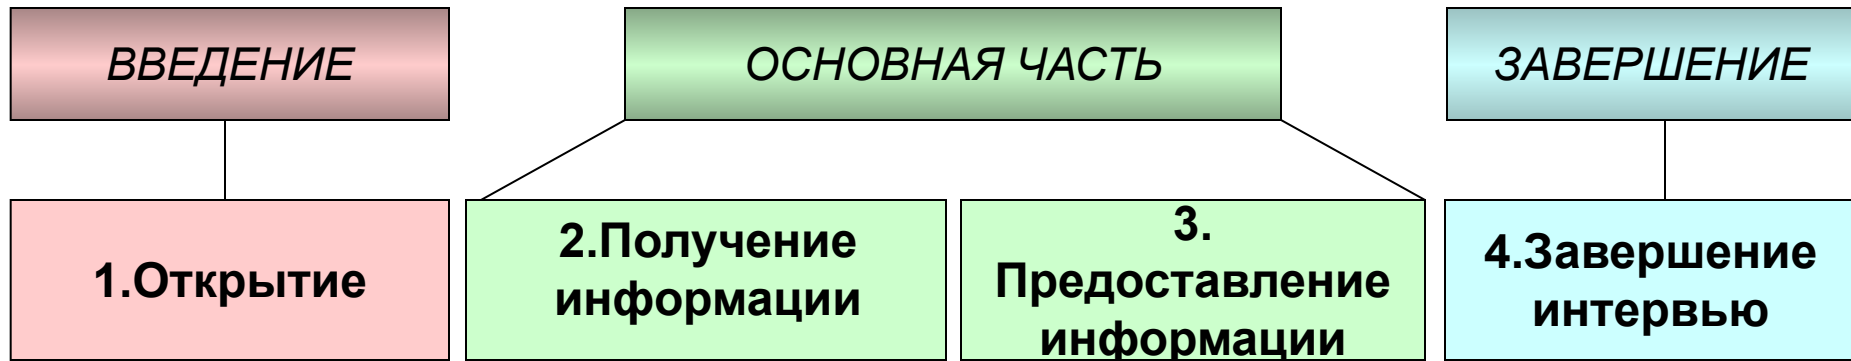 ВВЕДЕНИЕ
ОСНОВНАЯ ЧАСТЬ
ЗАВЕРШЕНИЕ
1.Открытие
2.Получение
информации
3.
Предоставление
информации
4.Завершение
интервью